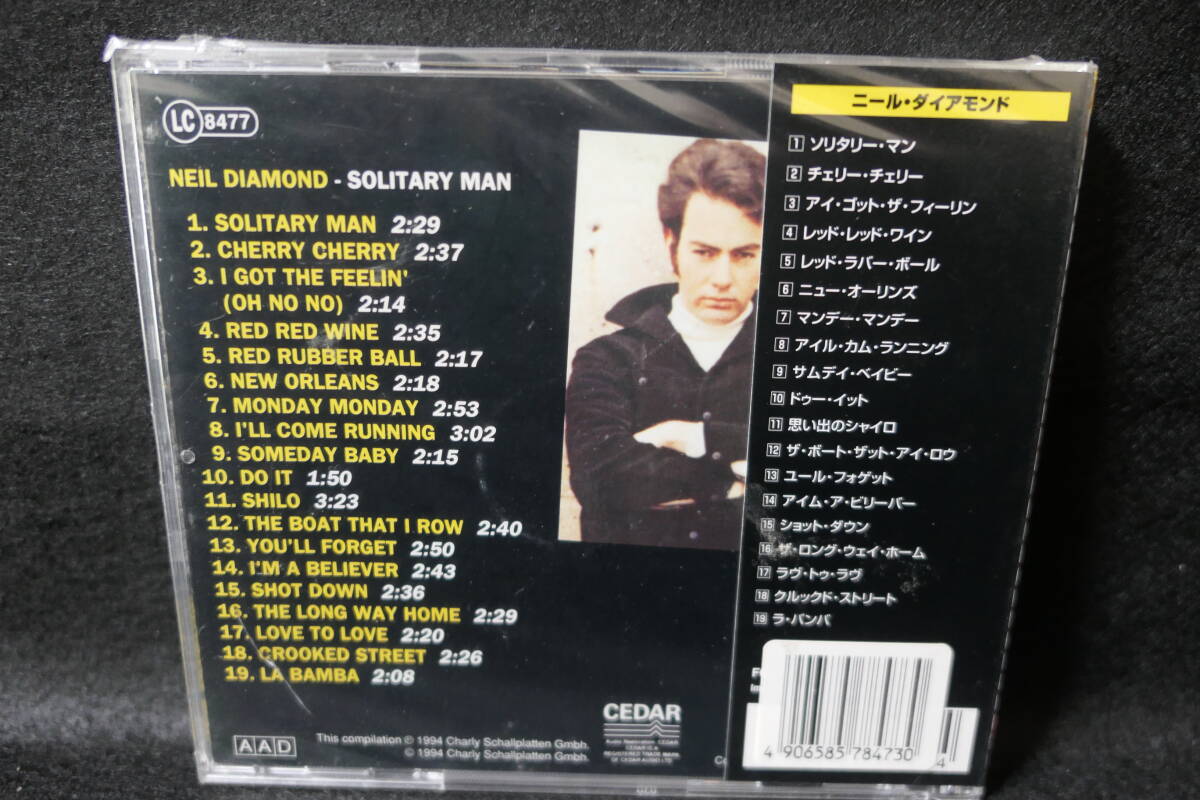 LC 8477
NEIL DIAMOND - SOLITARY MAN
1. SOLITARY MAN 2:29
2. CHERRY CHERRY 2:37
3. I GOT THE FEELIN'
(OH NO NO) 2:14
4. RED RED WINE 2:35
5. RED RUBBER BALL 2:17
6. NEW ORLEANS 2:18
7. MONDAY MONDAY 2:53
8. I'LL COME RUNNING 3:02
9. SOMEDAY BABY 2:15
10. DO IT 1:50
11. SHILO 3:23
12. THE BOAT THAT I ROW 2:40
13. YOU'LL FORGET 2:50
14. I'M A BELIEVER 2:43
15. SHOT DOWN 2:36
16. THE LONG WAY HOME 2:29
17. LOVE TO LOVE 2:20
18. CROOKED STREET 2:26
19. LA BAMBA 2:08
AAD
This compilation ℗ 1994 Charly Schallplatten Gmbh.
© 1994 Charly Schallplatten Gmbh.
CEDAR
Audio Restoration CEDAR.
CEDAR IS A
REGISTERED TRADE MARK
OF CEDAR AUDIO LTD
ニール・ダイアモンド
1 ソリタリー・マン
2 チェリー・チェリー
3 アイ・ゴット・ザ・フィーリン
4 レッド・レッド・ワイン
5 レッド・ラバー・ボール
6 ニュー・オーリンズ
7 マンデー・マンデー
8 アイル・カム・ランニング
9 サムデイ・ベイビー
10 ドゥー・イット
11 思い出のシャイロ
12 ザ・ボート・ザット・アイ・ロウ
13 ユール・フォゲット
14 アイム・ア・ビリーバー
15 ショット・ダウン
16 ザ・ロング・ウェイ・ホーム
17 ラヴ・トゥ・ラヴ
18 クルックド・ストリート
19 ラ・バンバ
4 906585 784730
4